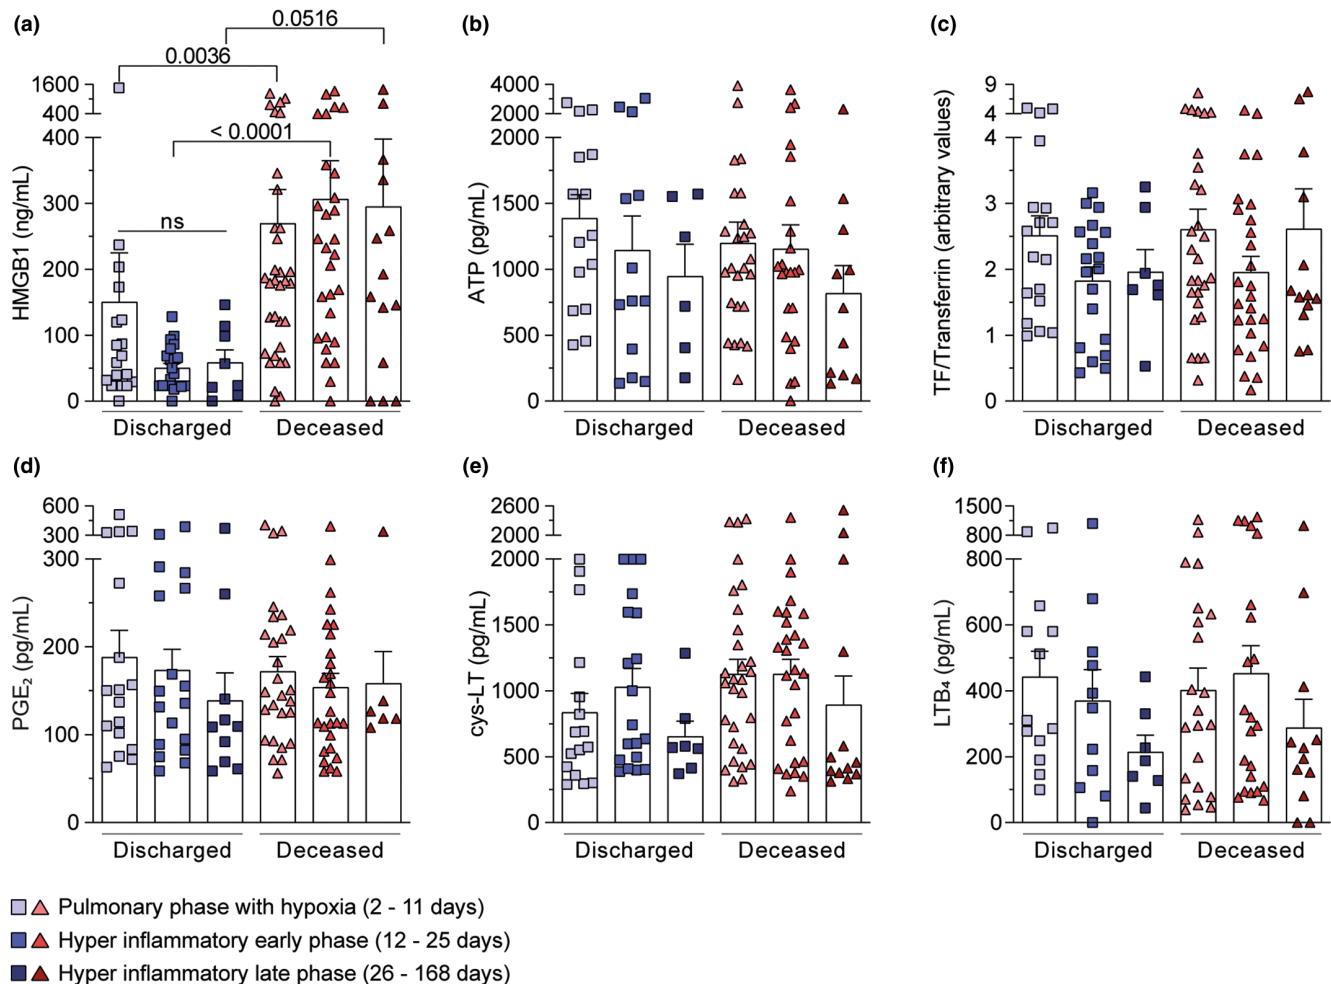 (a)
0.0516
0.0036
< 0.0001
ns
HMGB1 (ng/mL)
1600
400
400
300
200
100
0
Discharged
Deceased
(b)
ATP (pg/mL)
4000
2000
2000
1500
1000
500
0
Discharged
Deceased
(c)
TF/Transferrin (arbitrary values)
9
4
4
3
2
1
0
Discharged
Deceased
(d)
PGE₂ (pg/mL)
600
300
300
200
100
0
Discharged
Deceased
(e)
cys-LT (pg/mL)
2600
2000
2000
1500
1000
500
0
Discharged
Deceased
(f)
LTB₄ (pg/mL)
1500
800
800
600
400
200
0
Discharged
Deceased
Pulmonary phase with hypoxia (2 - 11 days)
Hyper inflammatory early phase (12 - 25 days)
Hyper inflammatory late phase (26 - 168 days)